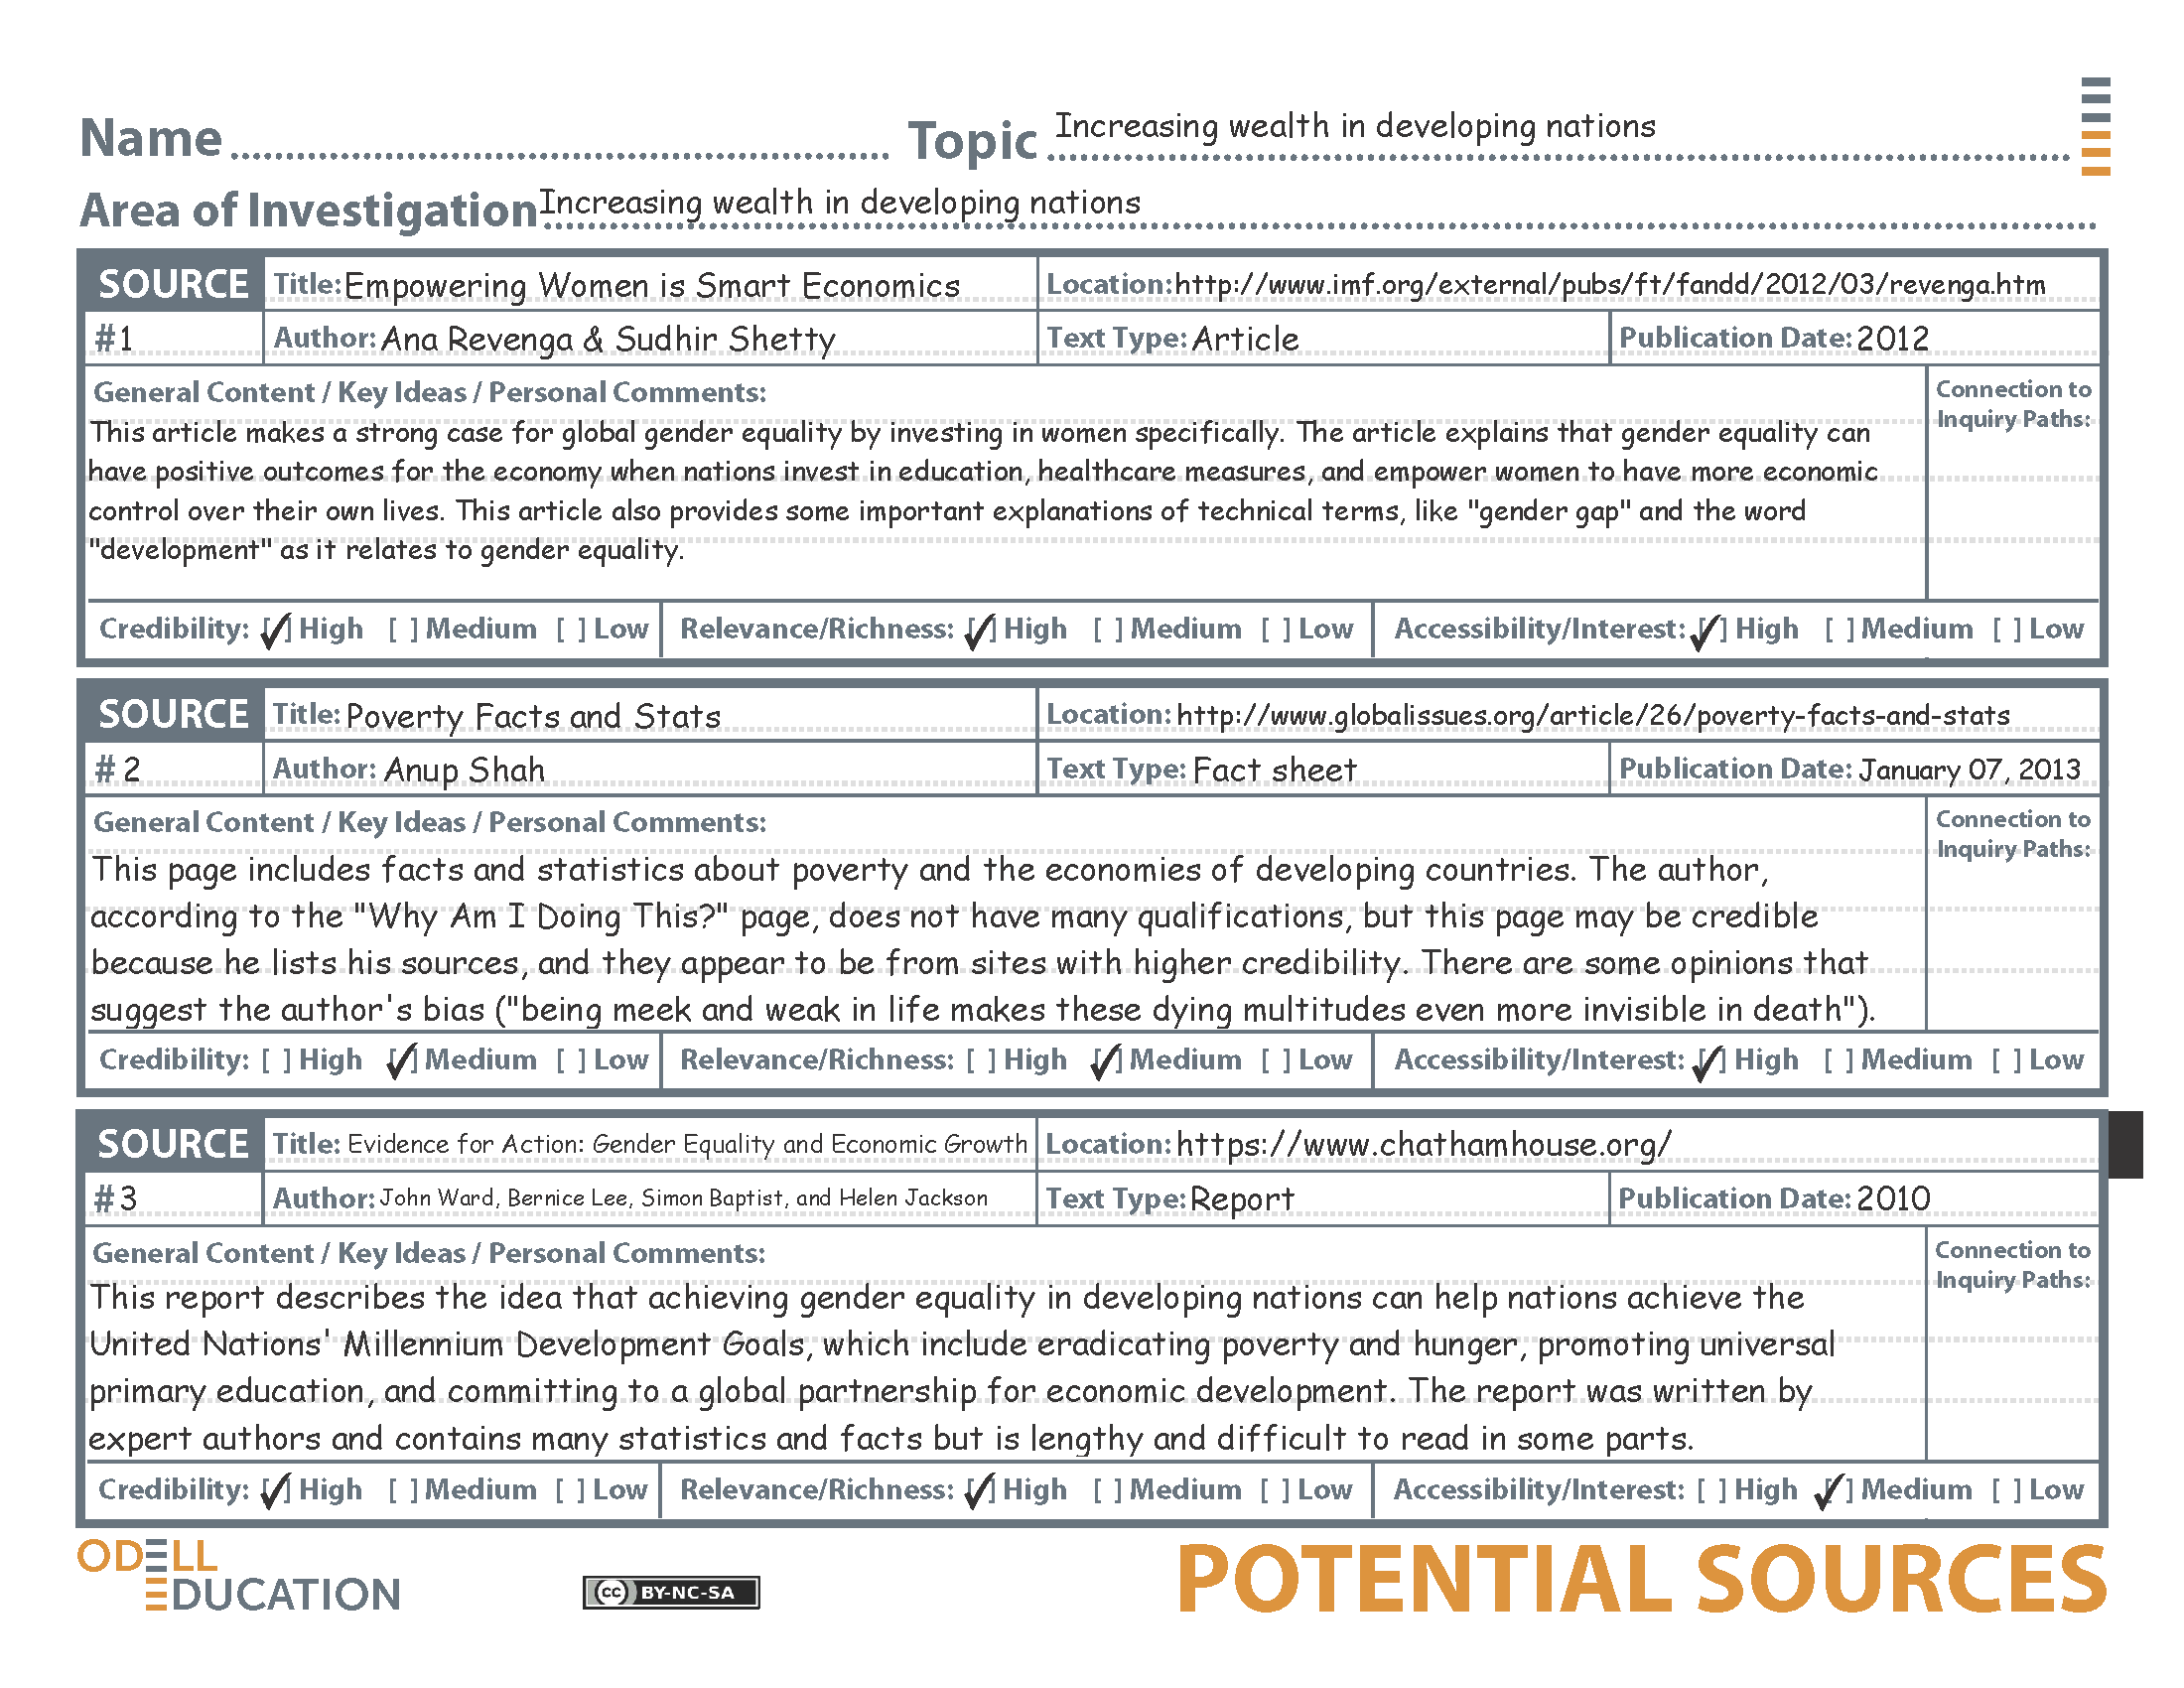 Name Topic Increasing wealth in developing nations
Area of Investigation Increasing wealth in developing nations
SOURCE Title: Empowering Women is Smart Economics Location: http://www.imf.org/external/pubs/ft/fandd/2012/03/revenga.htm
#1 Author: Ana Revenga & Sudhir Shetty Text Type: Article Publication Date: 2012
General Content / Key Ideas / Personal Comments: Connection to
Inquiry Paths:
This article makes a strong case for global gender equality by investing in women specifically. The article explains that gender equality can
have positive outcomes for the economy when nations invest in education, healthcare measures, and empower women to have more economic
control over their own lives. This article also provides some important explanations of technical terms, like "gender gap" and the word
"development" as it relates to gender equality.
Credibility: [✓] High [ ] Medium [ ] Low Relevance/Richness: [✓] High [ ] Medium [ ] Low Accessibility/Interest: [✓] High [ ] Medium [ ] Low
SOURCE Title: Poverty Facts and Stats Location: http://www.globalissues.org/article/26/poverty-facts-and-stats
# 2 Author: Anup Shah Text Type: Fact sheet Publication Date: January 07, 2013
General Content / Key Ideas / Personal Comments: Connection to
Inquiry Paths:
This page includes facts and statistics about poverty and the economies of developing countries. The author,
according to the "Why Am I Doing This?" page, does not have many qualifications, but this page may be credible
because he lists his sources, and they appear to be from sites with higher credibility. There are some opinions that
suggest the author's bias ("being meek and weak in life makes these dying multitudes even more invisible in death").
Credibility: [ ] High [✓] Medium [ ] Low Relevance/Richness: [ ] High [✓] Medium [ ] Low Accessibility/Interest: [✓] High [ ] Medium [ ] Low
SOURCE Title: Evidence for Action: Gender Equality and Economic Growth Location: https://www.chathamhouse.org/
#3 Author: John Ward, Bernice Lee, Simon Baptist, and Helen Jackson Text Type: Report Publication Date: 2010
General Content / Key Ideas / Personal Comments: Connection to
Inquiry Paths:
This report describes the idea that achieving gender equality in developing nations can help nations achieve the
United Nations' Millennium Development Goals, which include eradicating poverty and hunger, promoting universal
primary education, and committing to a global partnership for economic development. The report was written by
expert authors and contains many statistics and facts but is lengthy and difficult to read in some parts.
Credibility: [✓] High [ ] Medium [ ] Low Relevance/Richness: [✓] High [ ] Medium [ ] Low Accessibility/Interest: [ ] High [✓] Medium [ ] Low
ODELL
EDUCATION
cc BY-NC-SA
POTENTIAL SOURCES